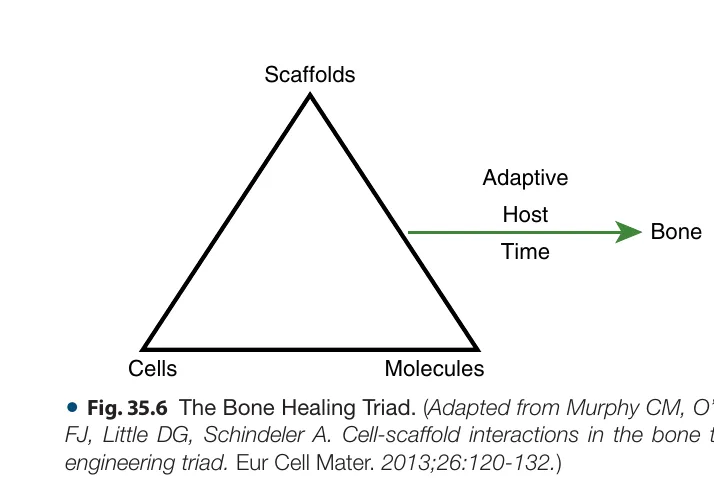 Scaffolds
Adaptive
Host
Time
Bone
Cells
Molecules
• Fig. 35.6 The Bone Healing Triad. (Adapted from Murphy CM, O'
FJ, Little DG, Schindeler A. Cell-scaffold interactions in the bone t
engineering triad. Eur Cell Mater. 2013;26:120-132.)